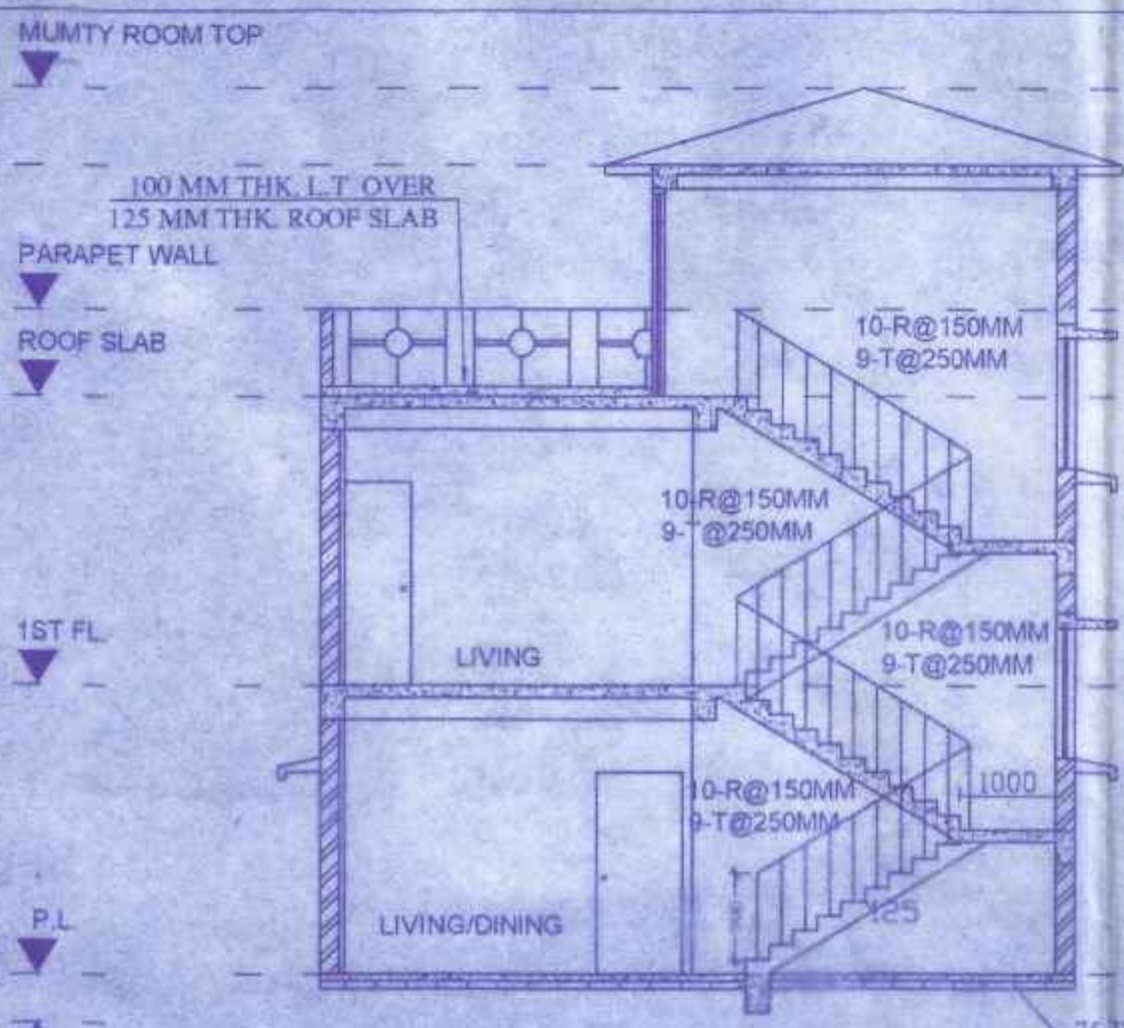 MUMTY ROOM TOP
100 MM THK. L.T OVER
125 MM THK. ROOF SLAB
PARAPET WALL
ROOF SLAB
10-R@150MM
9-T@250MM
10-R@150MM
9-T@250MM
1ST FL.
LIVING
10-R@150MM
9-T@250MM
10-R@150MM
9-T@250MM
1000
P.L
LIVING/DINING
125